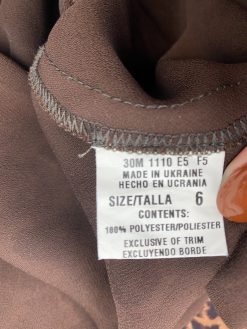 30M 1110 E5 F5
MADE IN UKRAINE
HECHO EN UCRANIA
SIZE/TALLA 6
CONTENTS:
100% POLYESTER/POLIESTER
EXCLUSIVE OF TRIM
EXCLUYENDO BORDE